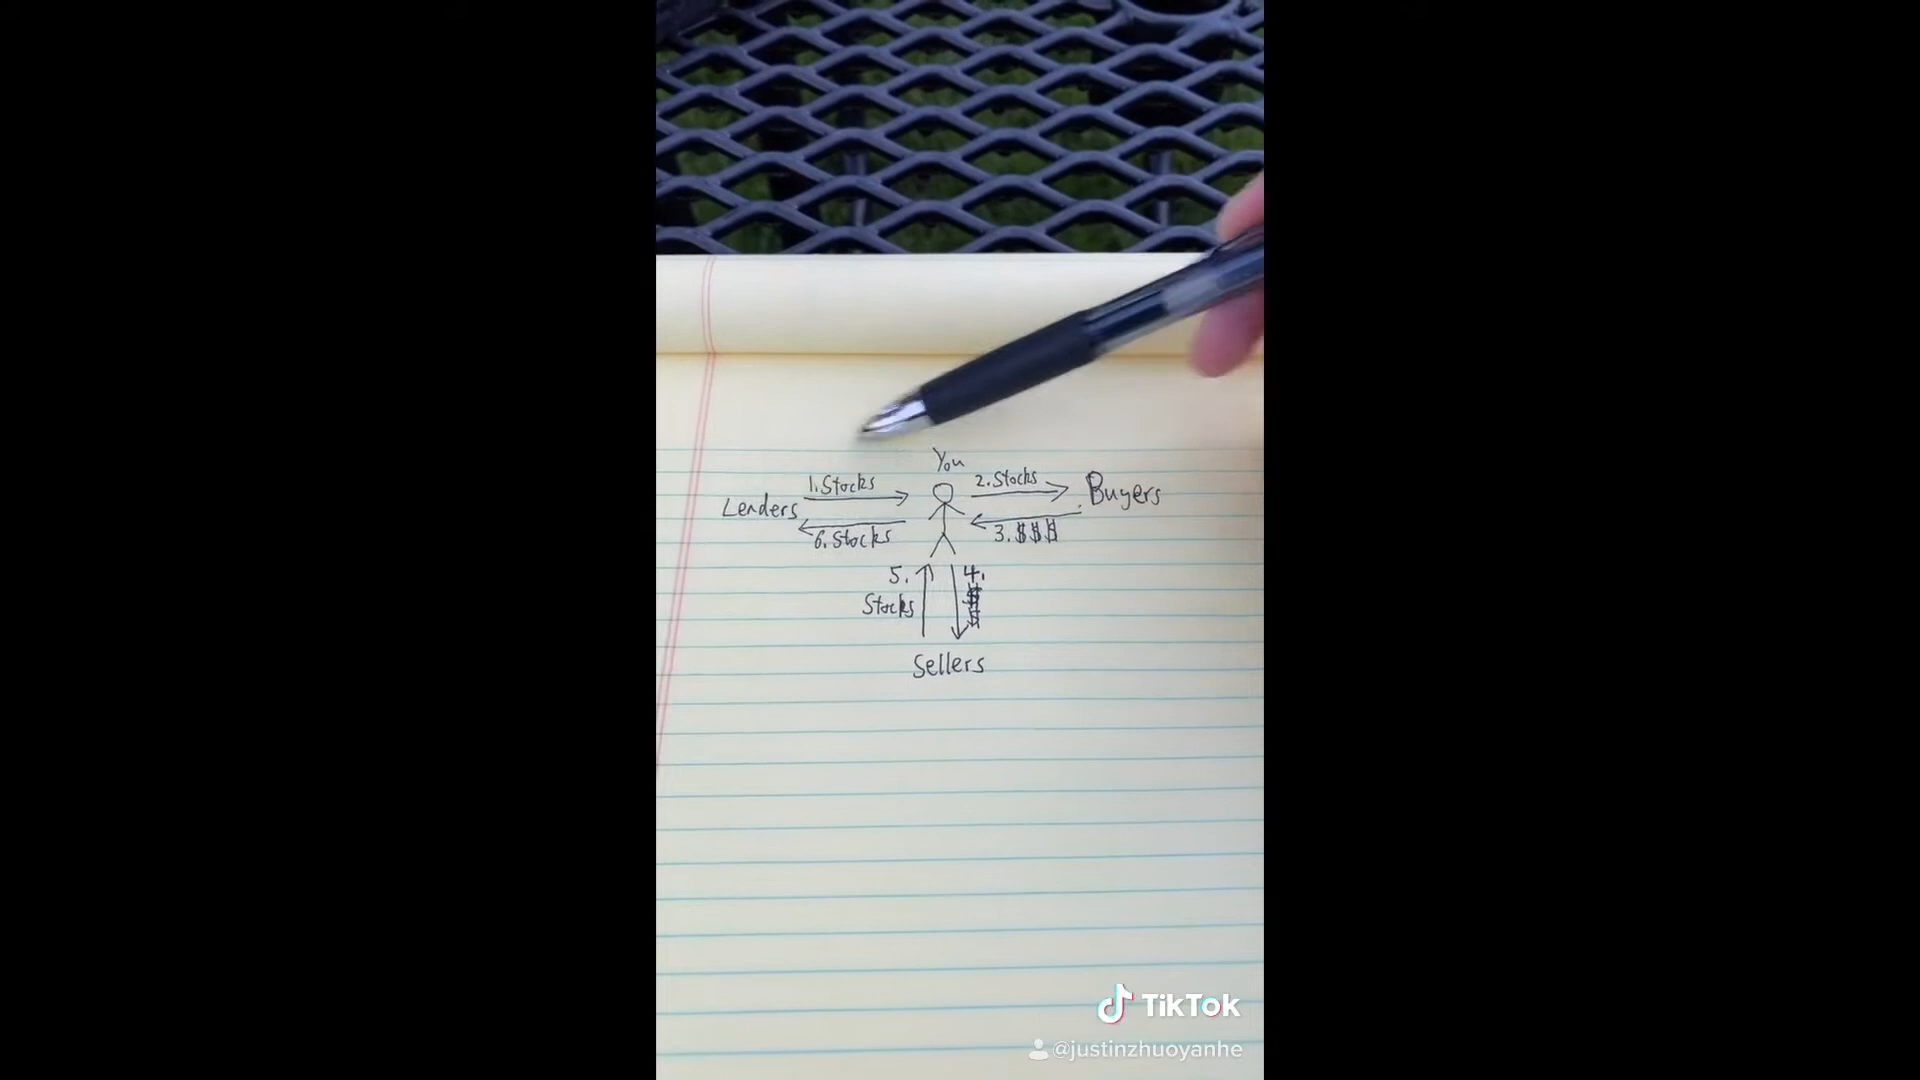 You
1. Stocks
2. Stocks
Lenders
Buyers
6. Stocks
3. $$$
5.
4.
Stocks
$
$
Sellers
TikTok
@justinzhuoyanhe